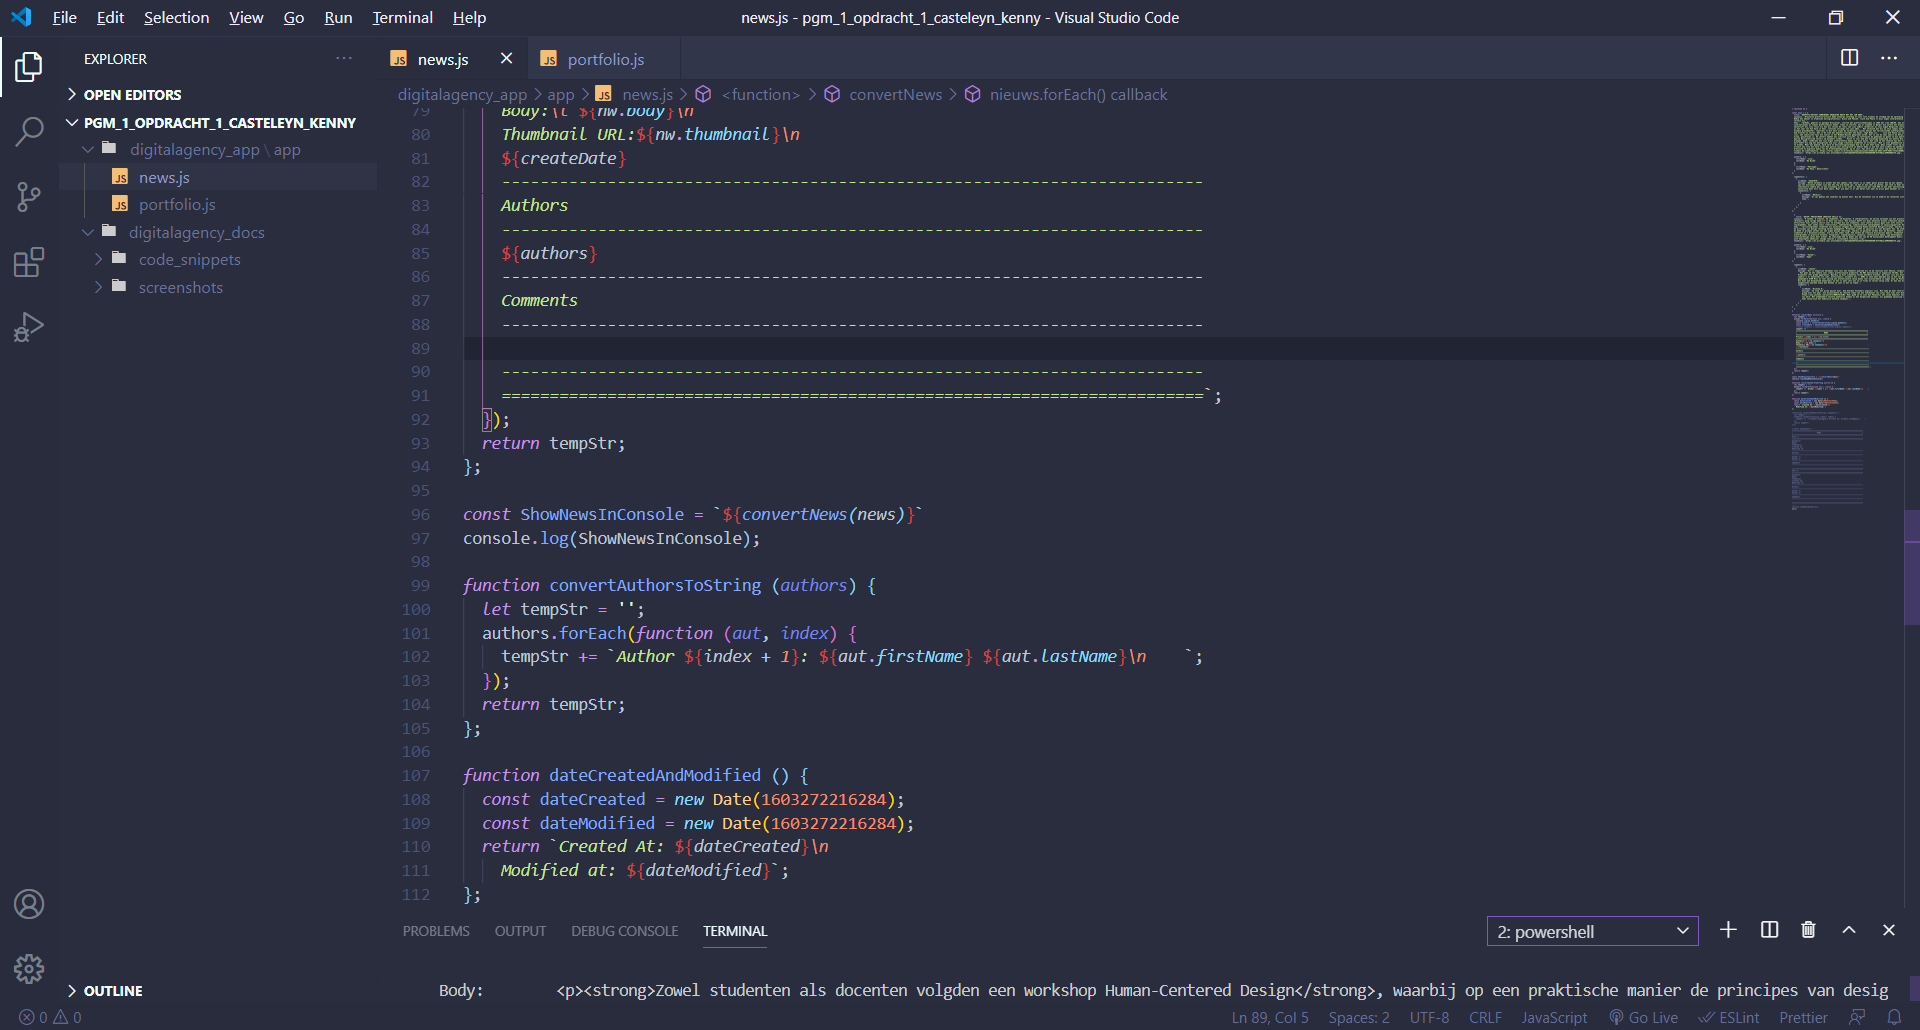 File Edit Selection View Go Run Terminal Help
news.js - pgm_1_opdracht_1_casteleyn_kenny - Visual Studio Code
EXPLORER
OPEN EDITORS
PGM_1_OPDRACHT_1_CASTELEYN_KENNY
digitalagency_app \ app
JS news.js
JS portfolio.js
digitalagency_docs
code_snippets
screenshots
OUTLINE
JS news.js
JS portfolio.js
digitalagency_app > app > JS news.js > <function> > convertNews > nieuws.forEach() callback
79 Body:\t ${nw.body}\n
80 Thumbnail URL:${nw.thumbnail}\n
81 ${createDate}
82 -------------------------------------------------------------------------
83 Authors
84 -------------------------------------------------------------------------
85 ${authors}
86 -------------------------------------------------------------------------
87 Comments
88 -------------------------------------------------------------------------
89
90 -------------------------------------------------------------------------
91 =========================================================================`;
92 });
93 return tempStr;
94 };
95
96 const ShowNewsInConsole = `${convertNews(news)}`
97 console.log(ShowNewsInConsole);
98
99 function convertAuthorsToString (authors) {
100 let tempStr = '';
101 authors.forEach(function (aut, index) {
102 tempStr += `Author ${index + 1}: ${aut.firstName} ${aut.lastName}\n    `;
103 });
104 return tempStr;
105 };
106
107 function dateCreatedAndModified () {
108 const dateCreated = new Date(1603272216284);
109 const dateModified = new Date(1603272216284);
110 return `Created At: ${dateCreated}\n
111 Modified at: ${dateModified}`;
112 };
PROBLEMS OUTPUT DEBUG CONSOLE TERMINAL
2: powershell
Body: <p><strong>Zowel studenten als docenten volgden een workshop Human-Centered Design</strong>, waarbij op een praktische manier de principes van desig
0 0
Ln 89, Col 5 Spaces: 2 UTF-8 CRLF JavaScript Go Live ESLint Prettier